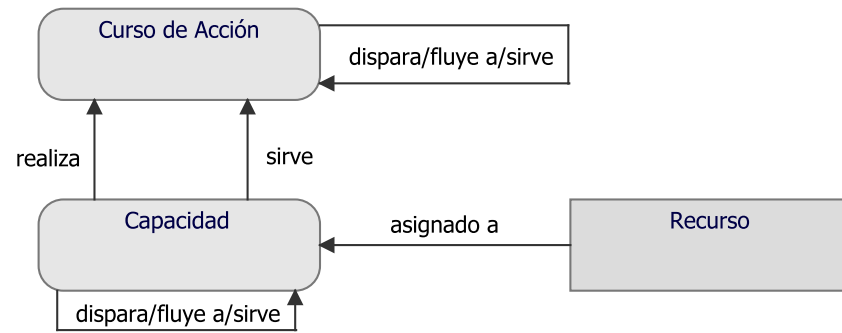 Curso de Acción
dispara/fluye a/sirve
realiza
sirve
Capacidad
asignado a
Recurso
dispara/fluye a/sirve